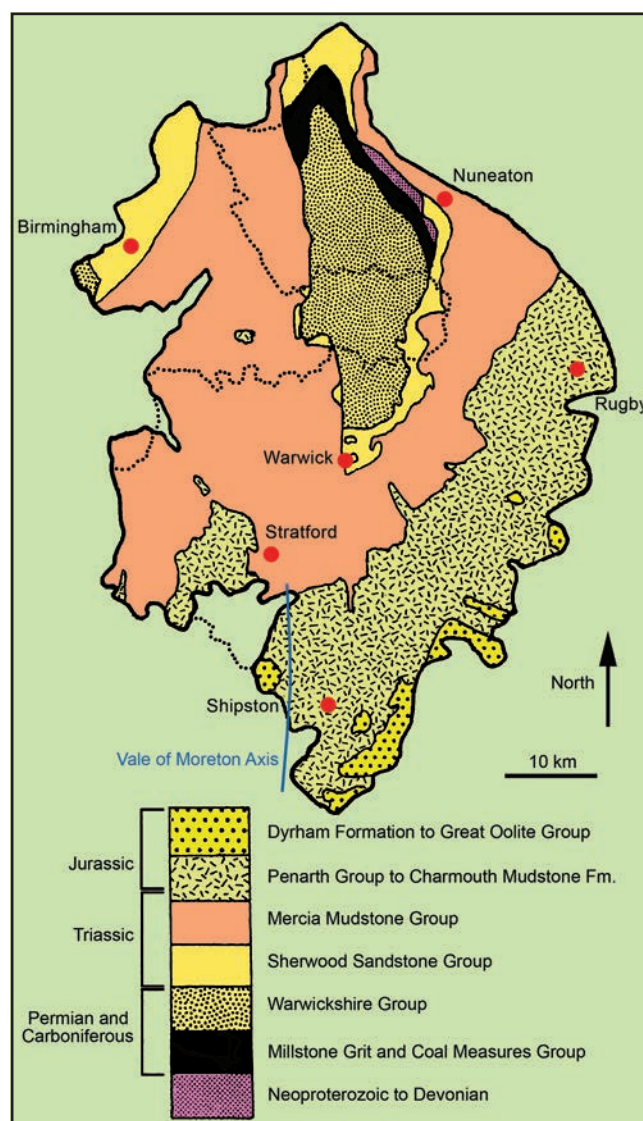 Nuneaton
Birmingham
Rugby
Warwick
Stratford
Shipston
North
Vale of Moreton Axis
10 km
Jurassic
Dyrham Formation to Great Oolite Group
Penarth Group to Charmouth Mudstone Fm.
Triassic
Mercia Mudstone Group
Sherwood Sandstone Group
Permian and
Carboniferous
Warwickshire Group
Millstone Grit and Coal Measures Group
Neoproterozoic to Devonian